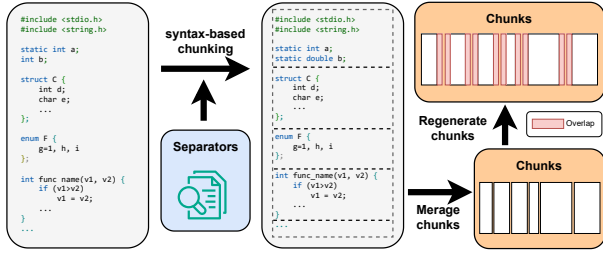 #include <stdio.h>
#include <string.h>
static int a;
int b;
struct C {
int d;
char e;
...
};
enum F {
g=1, h, i
};
int func name(v1, v2) {
if (v1>v2)
v1 = v2;
...
}
...
syntax-based
chunking
Separators
#include <stdio.h>
#include <string.h>
static int a;
static double b;
struct C {
int d;
char e;
...
};
enum F {
g=1, h, i
};
int func_name(v1, v2) {
if (v1>v2)
v1 = v2;
...
}
...
Chunks
Regenerate
chunks
Overlap
Merage
chunks
Chunks